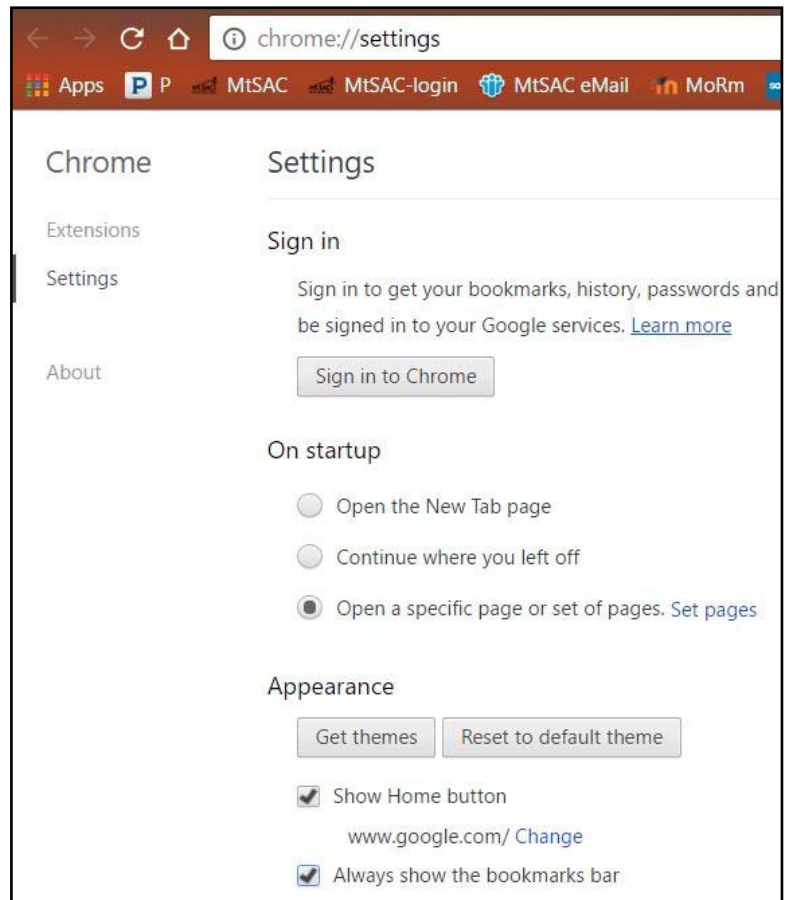 chrome://settings
Apps P P MtSAC MtSAC-login MtSAC eMail MoRm
Chrome
Settings
Extensions
Settings
About
Sign in
Sign in to get your bookmarks, history, passwords and
be signed in to your Google services. Learn more
Sign in to Chrome
On startup
Open the New Tab page
Continue where you left off
Open a specific page or set of pages. Set pages
Appearance
Get themes Reset to default theme
Show Home button
www.google.com/ Change
Always show the bookmarks bar